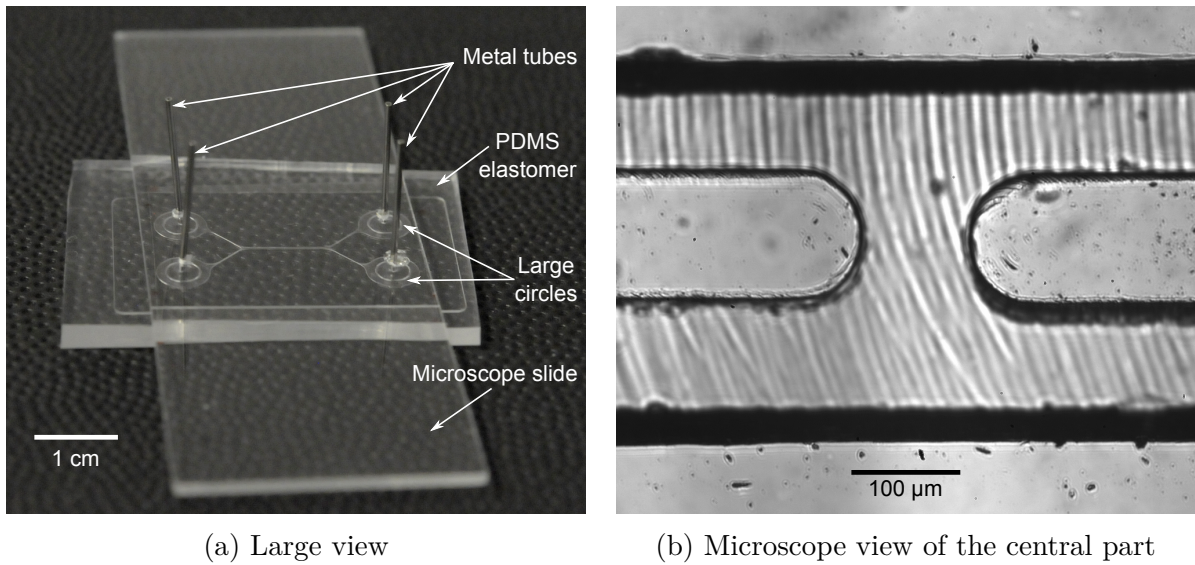 Metal tubes
PDMS
elastomer
Large
circles
Microscope slide
1 cm
100 µm
(a) Large view
(b) Microscope view of the central part